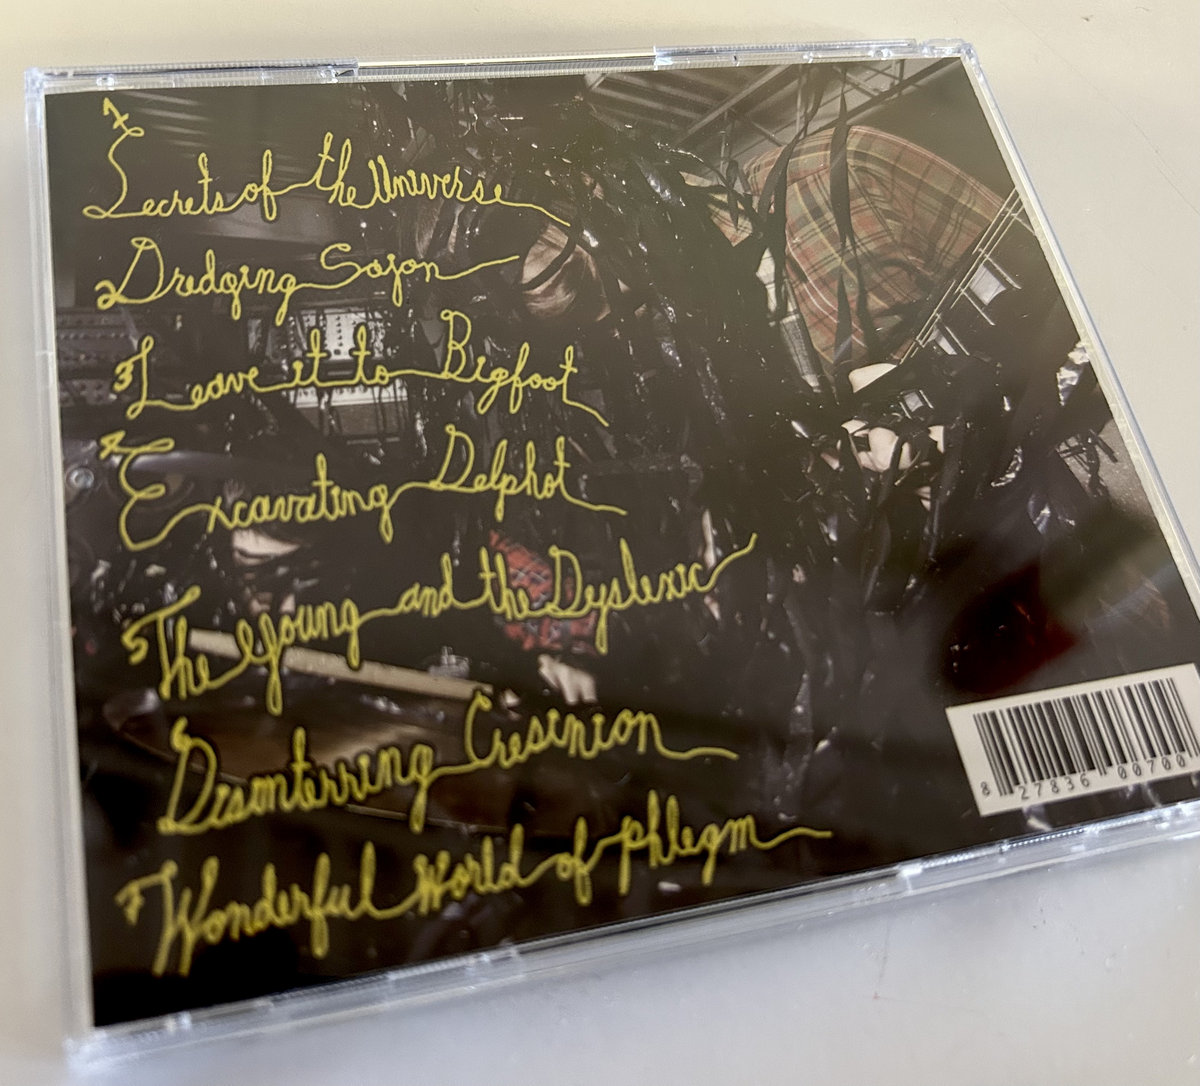 1 Secrets of the Universe
2 Dredging Sojon
3 Leave it to Bigfoot
4 Excavating Delphot
5 The Young and the Dyslexic
6 Disinterring Cresinion
7 Wonderful World of Phlegm
8 27836 00700